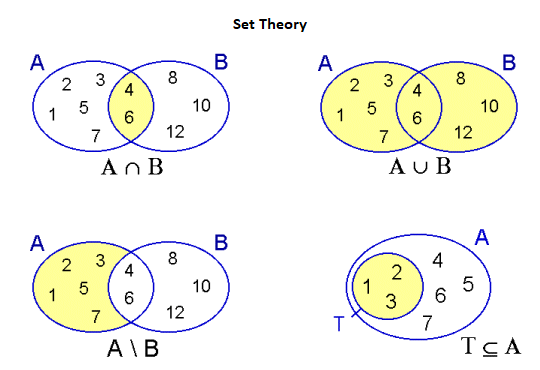 Set Theory
A B
2 3 4 8
1 5 6 10
7 12
A ∩ B
A B
2 3 4 8
1 5 6 10
7 12
A ∪ B
A B
2 3 4 8
1 5 6 10
7 12
A \ B
A
4
1 2 5
3 6
T 7
T ⊆ A